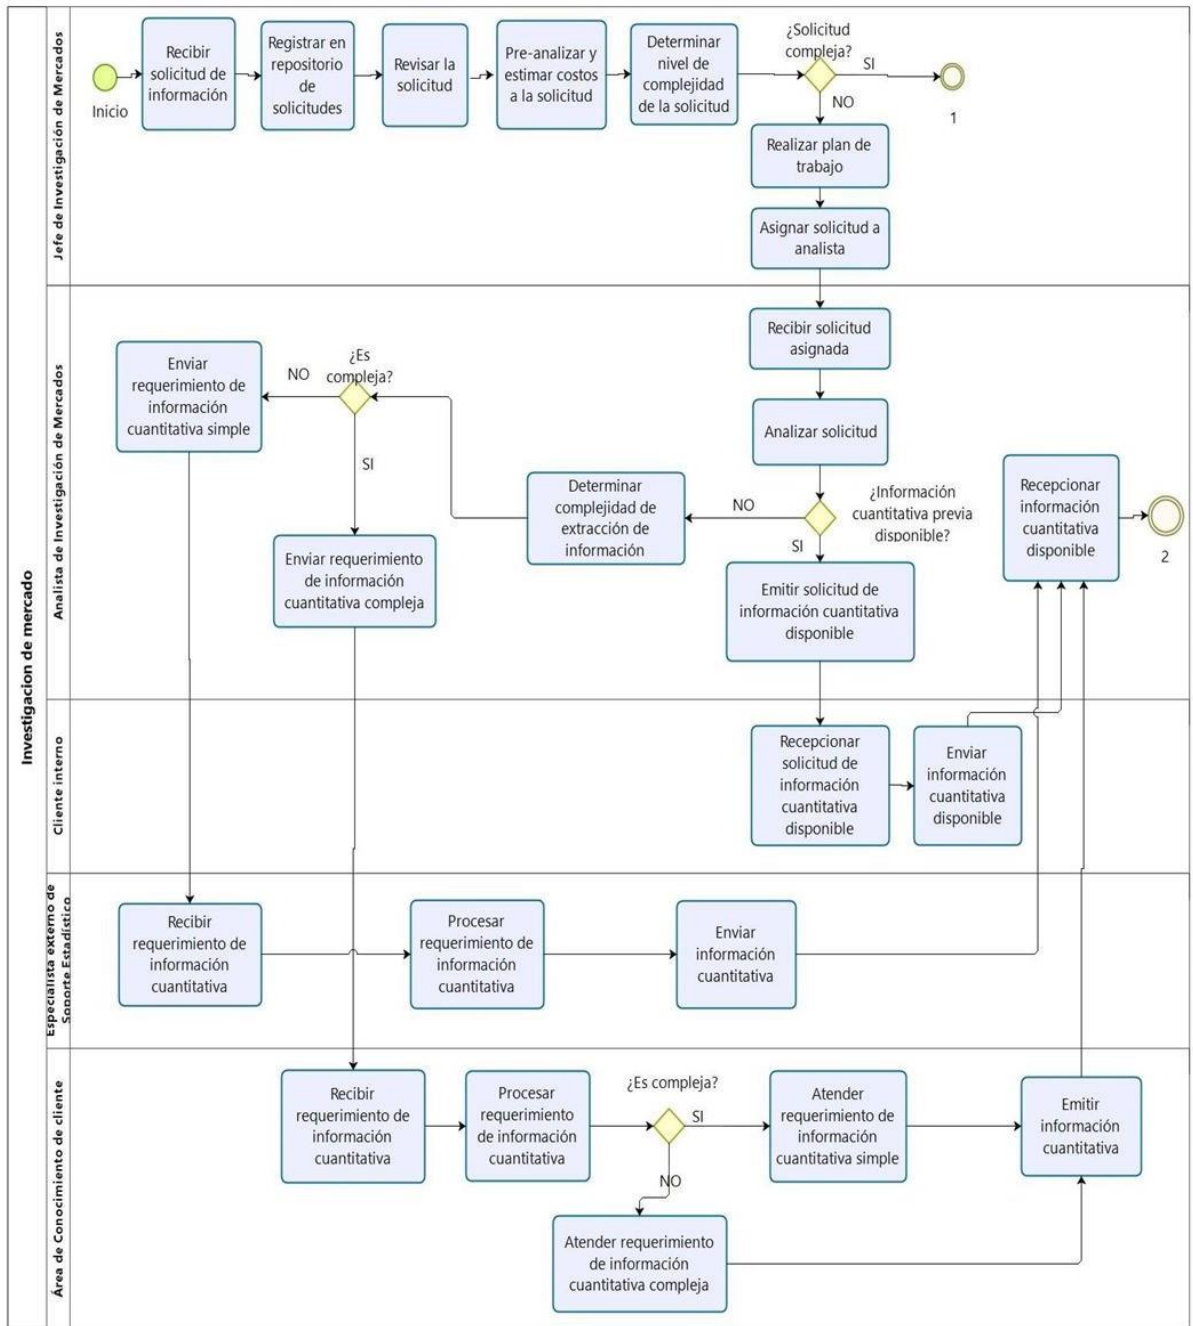 Investigacion de mercado
Jefe de Investigación de Mercados
Inicio
Recibir
solicitud de
información
Registrar en
repositorio
de
solicitudes
Revisar la
solicitud
Pre-analizar y
estimar costos
a la solicitud
Determinar
nivel de
complejidad
de la solicitud
¿Solicitud
compleja?
SI
1
NO
Realizar plan de
trabajo
Asignar solicitud a
analista
Analista de Investigación de Mercados
Recibir solicitud
asignada
Analizar solicitud
¿Información
cuantitativa previa
disponible?
NO
SI
Determinar
complejidad de
extracción de
información
¿Es
compleja?
NO
SI
Enviar
requerimiento de
información
cuantitativa simple
Enviar requerimiento
de información
cuantitativa compleja
Emitir solicitud de
información cuantitativa
disponible
Recepcionar
información
cuantitativa
disponible
2
Cliente interno
Recepcionar
solicitud de
información
cuantitativa
disponible
Enviar
información
cuantitativa
disponible
Especialista externo de
Soporte Estadístico
Recibir
requerimiento de
información
cuantitativa
Procesar
requerimiento de
información
cuantitativa
Enviar
información
cuantitativa
Área de Conocimiento de cliente
Recibir
requerimiento de
información
cuantitativa
Procesar
requerimiento
de información
cuantitativa
¿Es compleja?
SI
NO
Atender
requerimiento de
información
cuantitativa simple
Atender requerimiento
de información
cuantitativa compleja
Emitir
información
cuantitativa